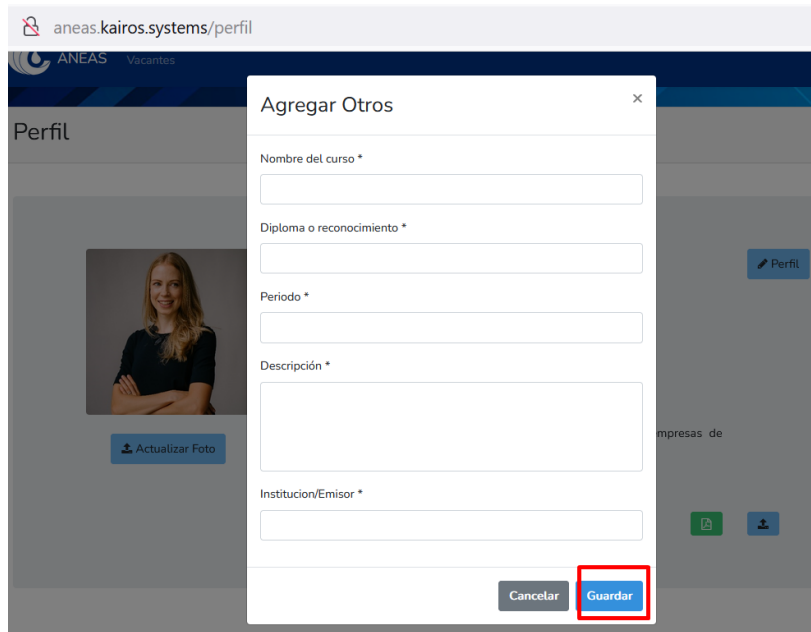 aneas.kairos.systems/perfil
ANEAS Vacantes
Agregar Otros ×
Perfil
Nombre del curso *
Diploma o reconocimiento *
Perfil
Periodo *
Descripción *
mpresas de
Actualizar Foto
Institucion/Emisor *
Cancelar Guardar